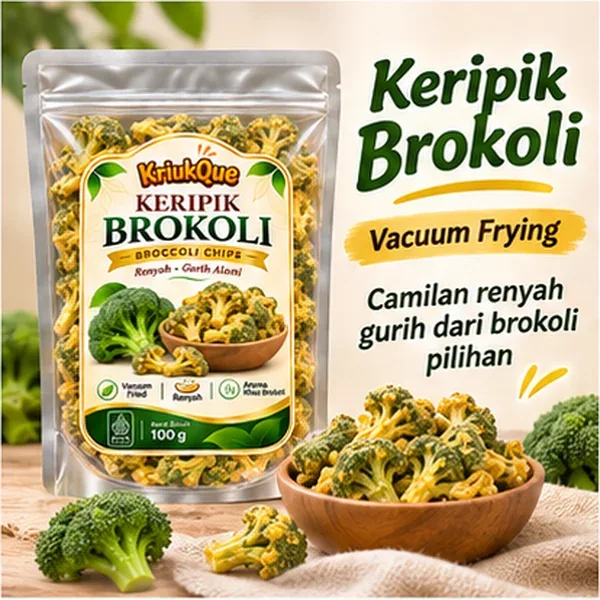 KriukQue
KERIPIK
BROKOLI
BROCCOLI CHIPS
Renyah -
Vacuum
Renyah
Aroma
100 g
Keripik
Brokoli
Vacuum Frying
Camilan renyah
gurih dari brokoli
pilihan